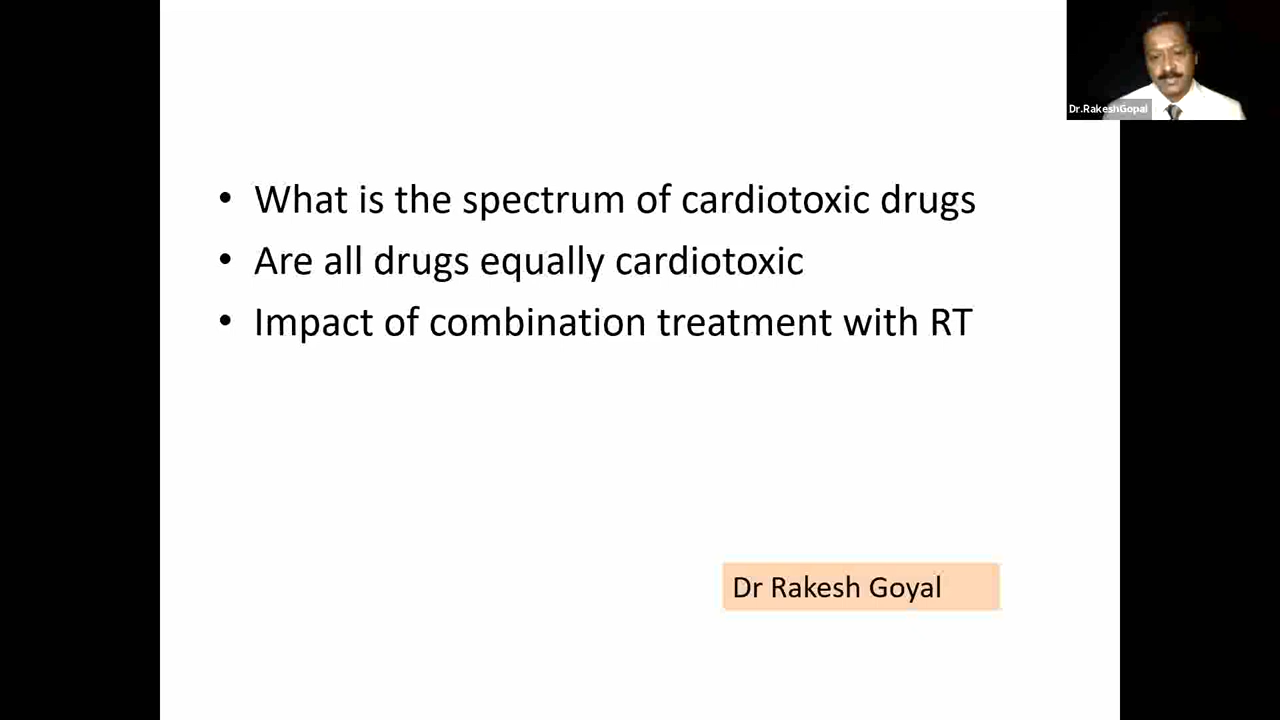 Dr.RakeshGopal
• What is the spectrum of cardiotoxic drugs
• Are all drugs equally cardiotoxic
• Impact of combination treatment with RT
Dr Rakesh Goyal